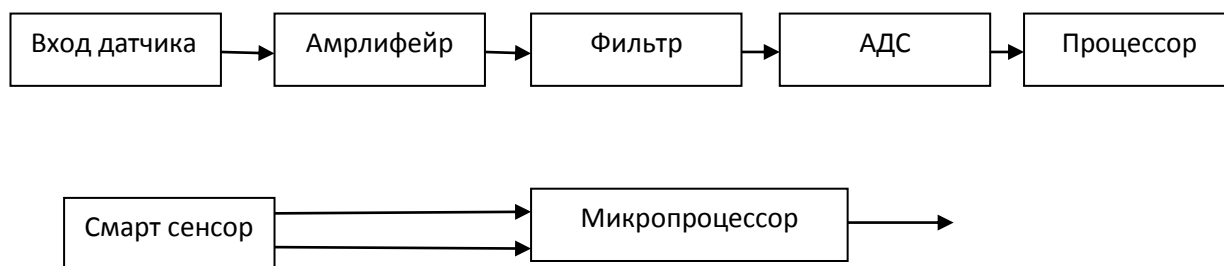 Вход датчика
Амрлифейр
Фильтр
АДС
Процессор
Смарт сенсор
Микропроцессор